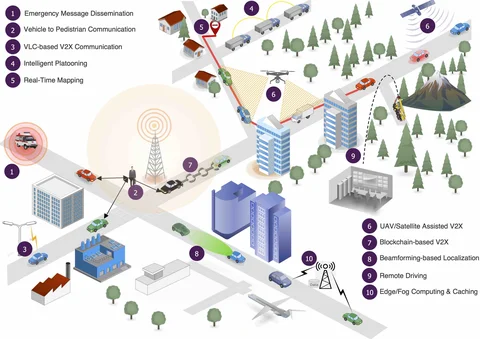 1 Emergency Message Dissemination
2 Vehicle to Pedistrian Communication
3 VLC-based V2X Communication
4 Intelligent Platooning
5 Real-Time Mapping
4
5
6
6
7
1
2
9
3
8
10
6 UAV/Satellite Assisted V2X
7 Blockchain-based V2X
8 Beamforming-based Localization
9 Remote Driving
10 Edge/Fog Computing & Caching